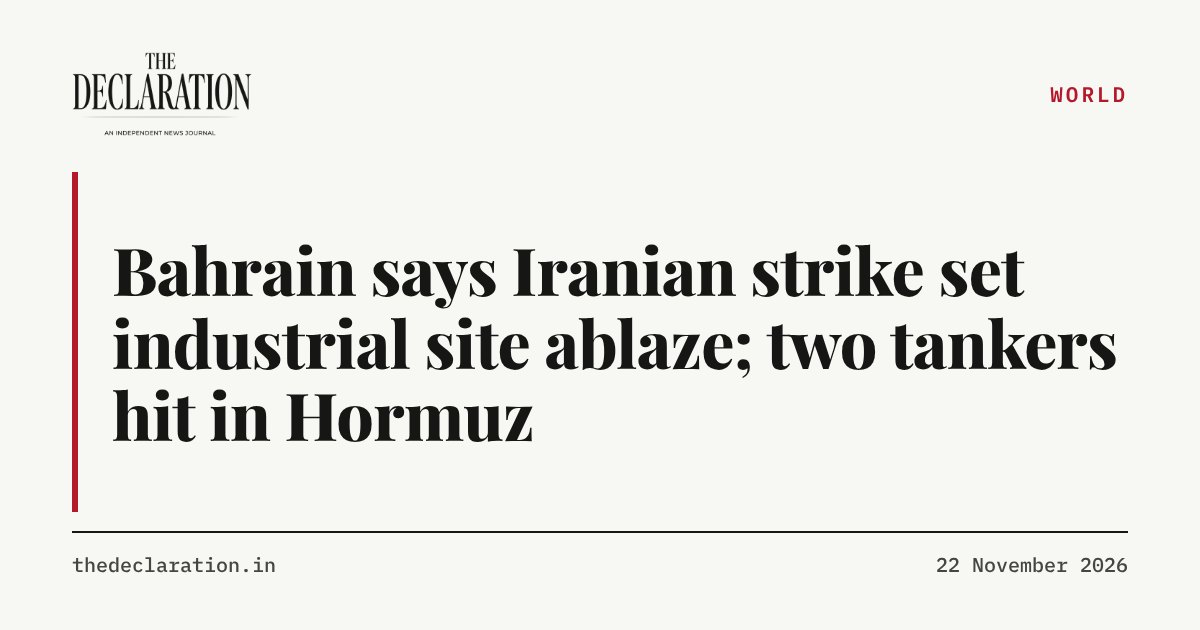 THE
DECLARATION
AN INDEPENDENT NEWS JOURNAL
WORLD
Bahrain says Iranian strike set
industrial site ablaze; two tankers
hit in Hormuz
thedeclaration.in
22 November 2026